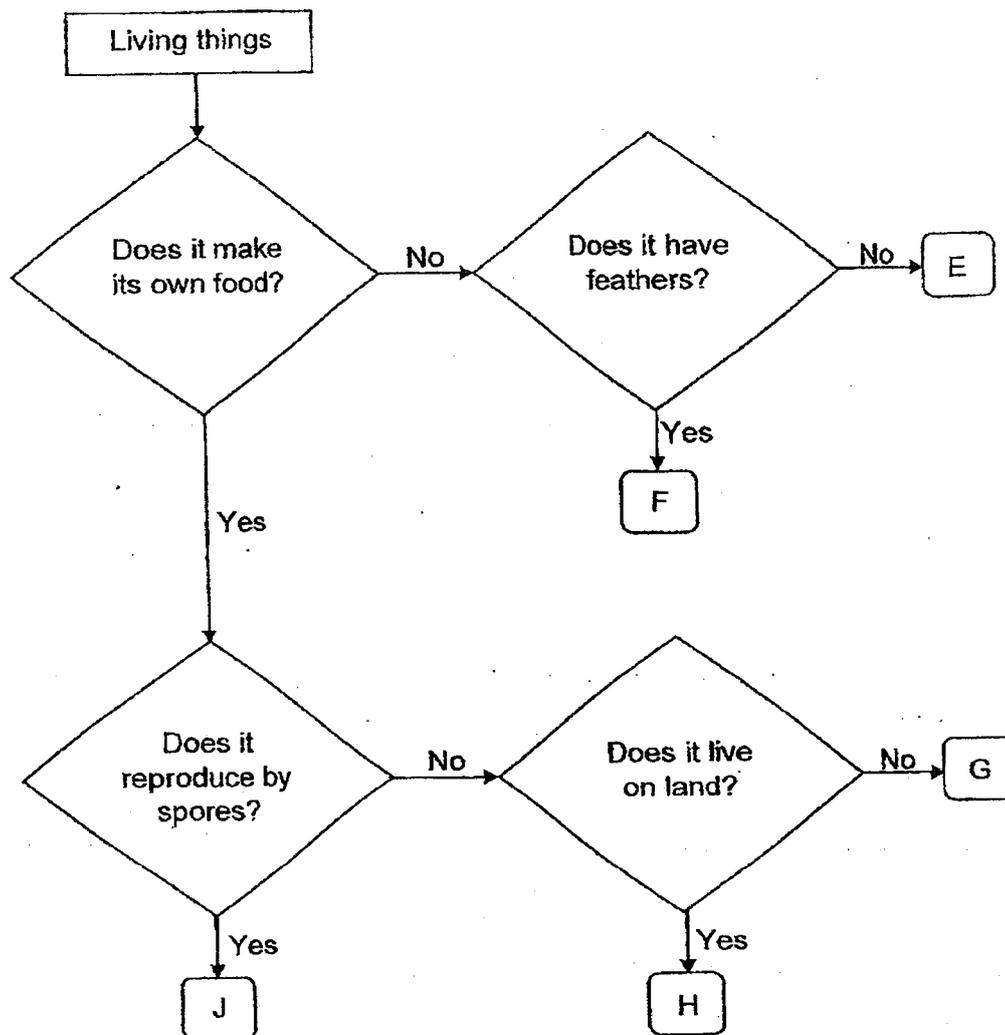 Living things
Does it make
its own food?
No
Does it have
feathers?
No
E
Yes
F
Yes
Does it
reproduce by
spores?
No
Does it live
on land?
No
G
Yes
J
Yes
H